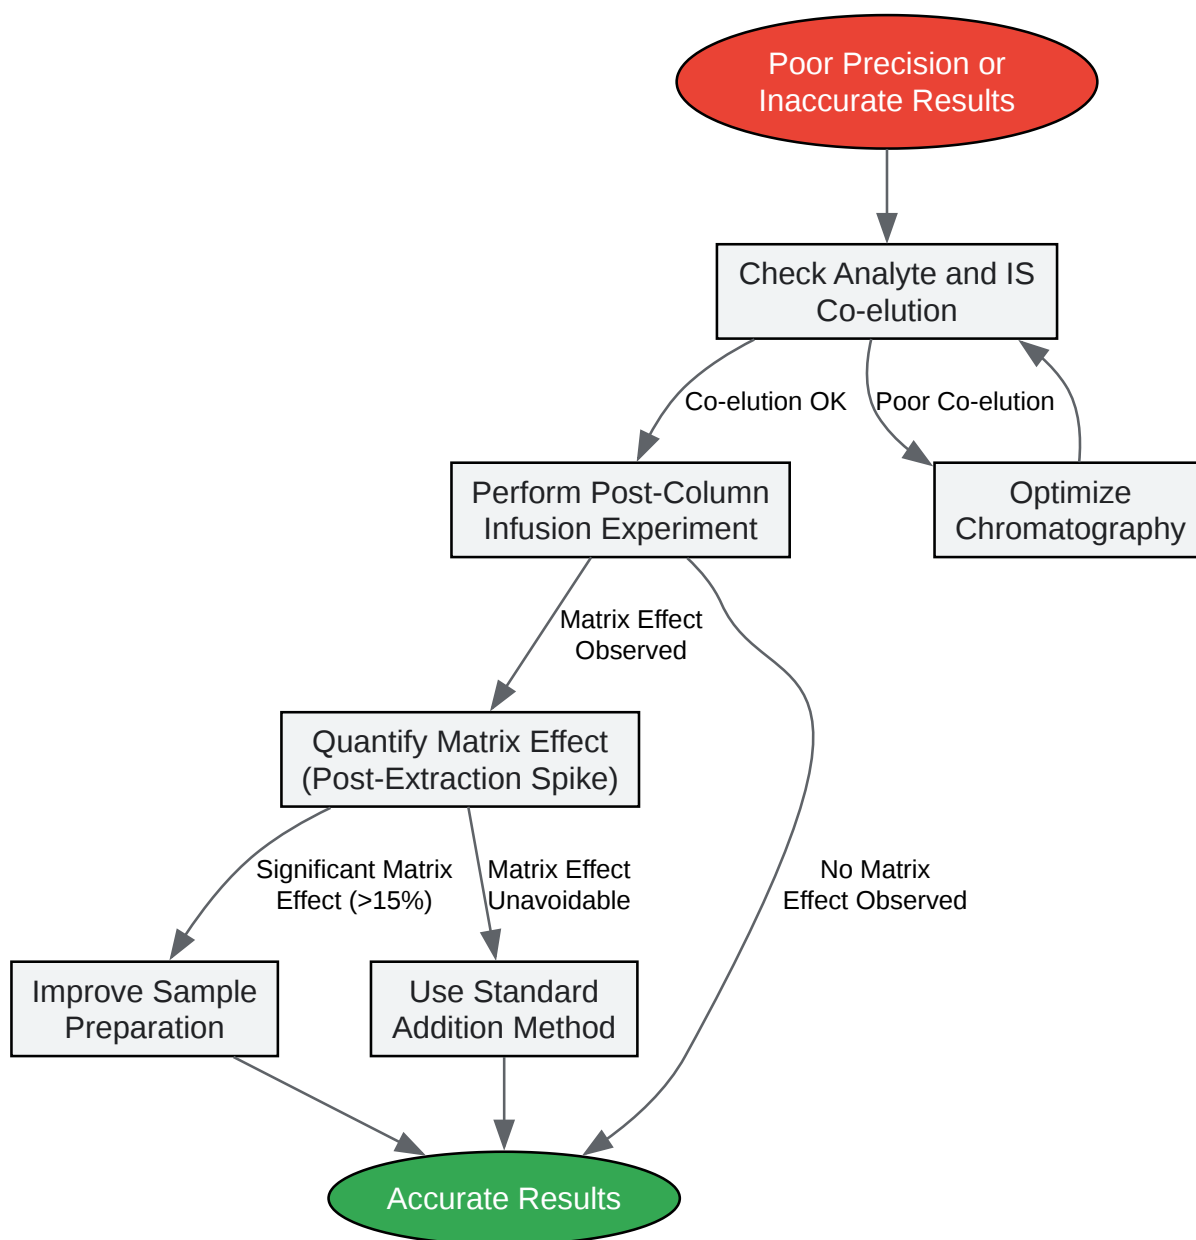 Poor Precision or
Inaccurate Results
Check Analyte and IS
Co-elution
Co-elution OK
Poor Co-elution
Perform Post-Column
Infusion Experiment
Optimize
Chromatography
Matrix Effect
Observed
Quantify Matrix Effect
(Post-Extraction Spike)
Significant Matrix
Effect (>15%)
Matrix Effect
Unavoidable
No Matrix
Effect Observed
Improve Sample
Preparation
Use Standard
Addition Method
Accurate Results